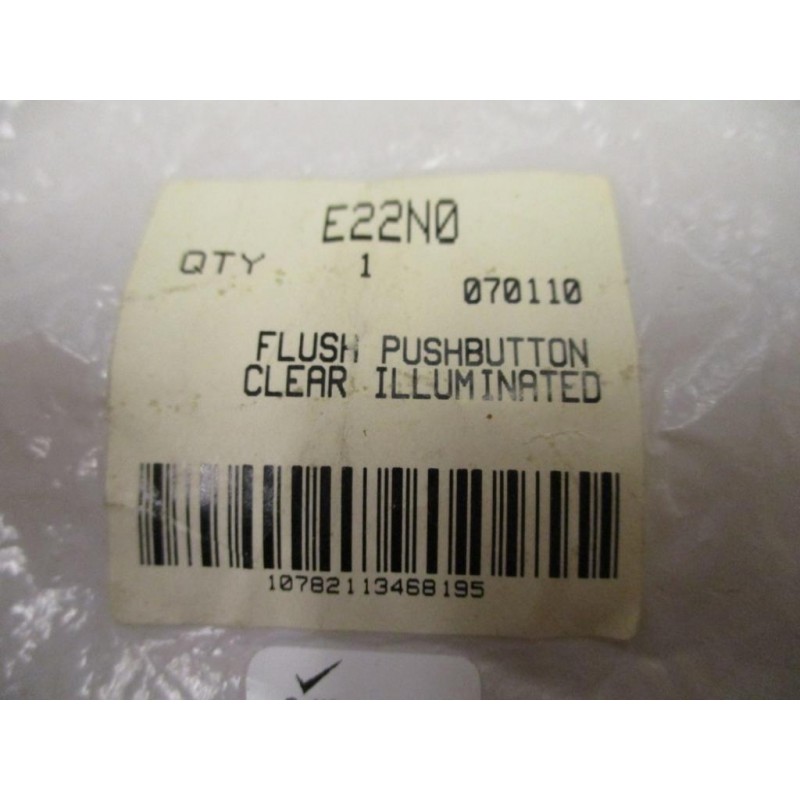 E22N0
QTY 1
070110
FLUSH PUSHBUTTON
CLEAR ILLUMINATED
10782113468195